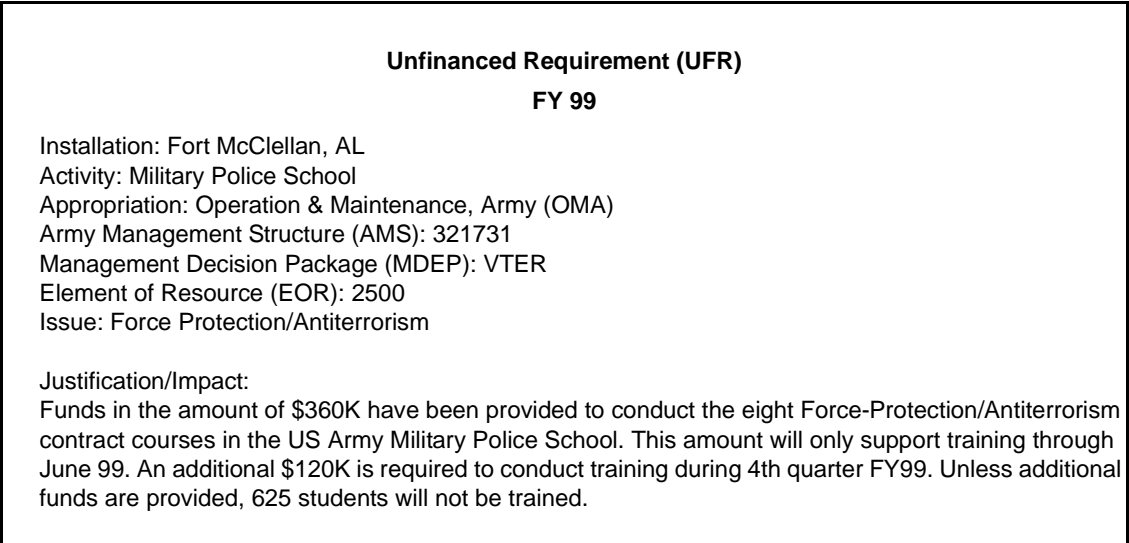 Unfinanced Requirement (UFR)
FY 99
Installation: Fort McClellan, AL
Activity: Military Police School
Appropriation: Operation & Maintenance, Army (OMA)
Army Management Structure (AMS): 321731
Management Decision Package (MDEP): VTER
Element of Resource (EOR): 2500
Issue: Force Protection/Antiterrorism
Justification/Impact:
Funds in the amount of $360K have been provided to conduct the eight Force-Protection/Antiterrorism
contract courses in the US Army Military Police School. This amount will only support training through
June 99. An additional $120K is required to conduct training during 4th quarter FY99. Unless additional
funds are provided, 625 students will not be trained.